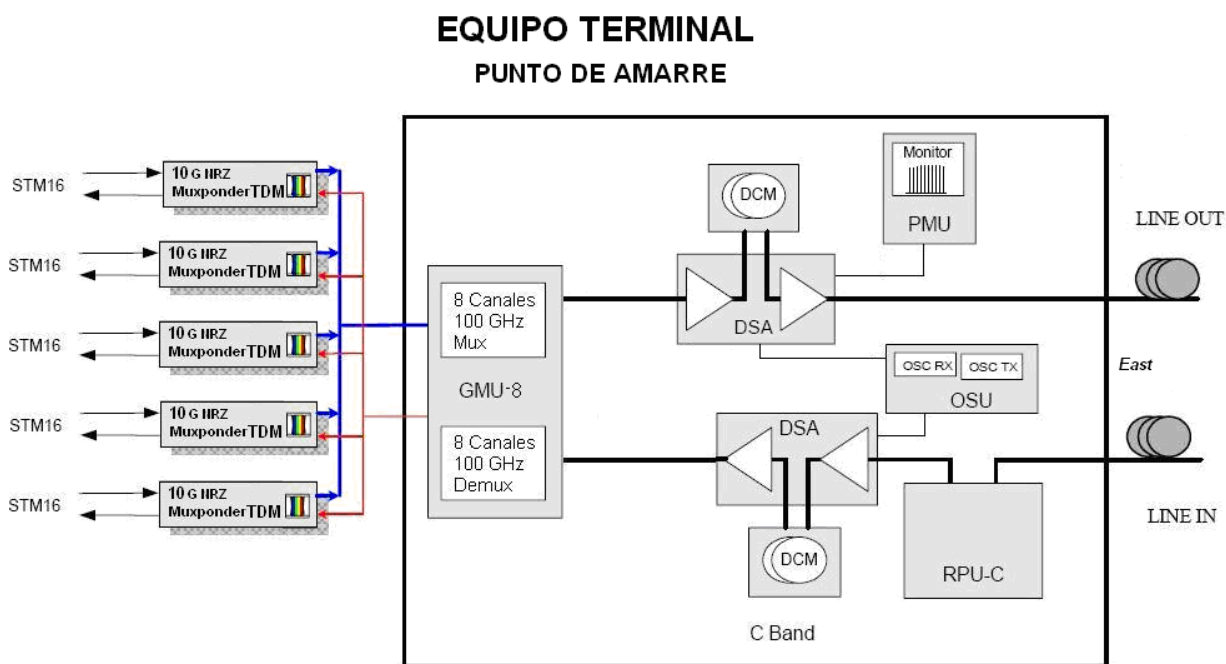 EQUIPO TERMINAL
PUNTO DE AMARRE
STM16
10 G NRZ
MuxponderTDM
STM16
10 G NRZ
MuxponderTDM
STM16
10 G NRZ
MuxponderTDM
STM16
10 G NRZ
MuxponderTDM
STM16
10 G NRZ
MuxponderTDM
8 Canales
100 GHz
Mux
GMU-8
8 Canales
100 GHz
Demux
DCM
DSA
Monitor
PMU
LINE OUT
OSC RX
OSC TX
OSU
East
DSA
DCM
RPU-C
LINE IN
C Band